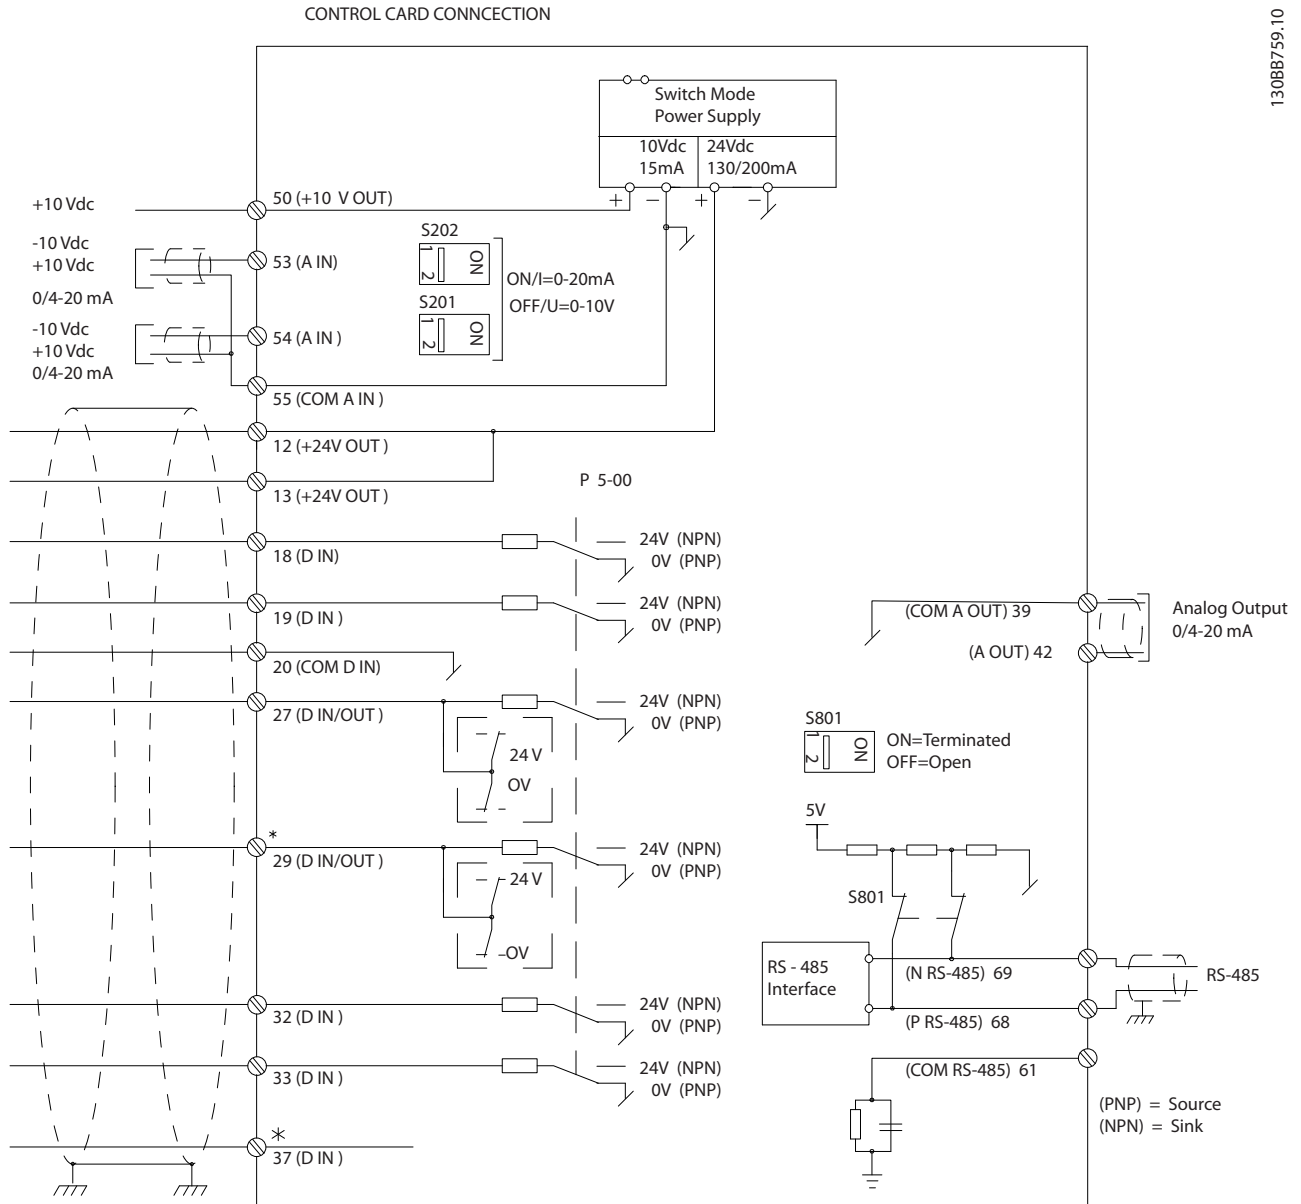 CONTROL CARD CONNCECTION
130BB759.10
Switch Mode
Power Supply
10Vdc
15mA
24Vdc
130/200mA
+ − + −
+10 Vdc
50 (+10 V OUT)
-10 Vdc
+10 Vdc
0/4-20 mA
53 (A IN)
S202
1
2
ON
ON/I=0-20mA
OFF/U=0-10V
S201
1
2
ON
-10 Vdc
+10 Vdc
0/4-20 mA
54 (A IN )
55 (COM A IN )
12 (+24V OUT )
13 (+24V OUT )
P 5-00
18 (D IN)
24V (NPN)
0V (PNP)
19 (D IN )
24V (NPN)
0V (PNP)
20 (COM D IN)
27 (D IN/OUT )
24V (NPN)
0V (PNP)
24 V
OV
*
29 (D IN/OUT )
24V (NPN)
0V (PNP)
24 V
OV
32 (D IN )
24V (NPN)
0V (PNP)
33 (D IN )
24V (NPN)
0V (PNP)
*
37 (D IN )
(COM A OUT) 39
(A OUT) 42
Analog Output
0/4-20 mA
S801
1
2
ON
ON=Terminated
OFF=Open
5V
S801
RS - 485
Interface
(N RS-485) 69
(P RS-485) 68
RS-485
(COM RS-485) 61
(PNP) = Source
(NPN) = Sink